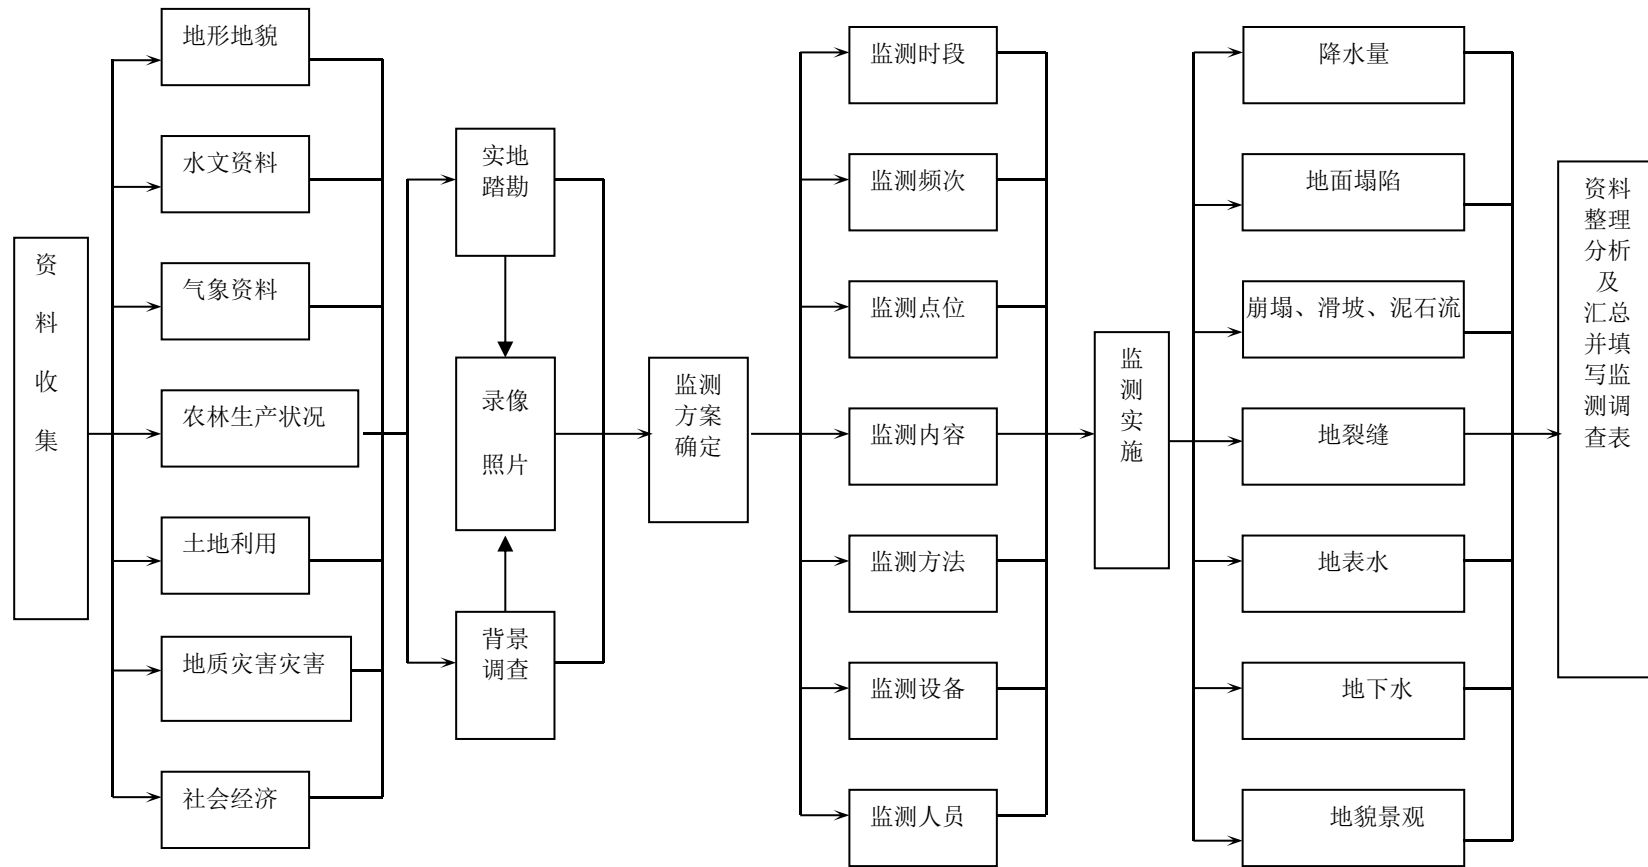 资
料
收
集
地形地貌
水文资料
气象资料
农林生产状况
土地利用
地质灾害灾害
社会经济
实地
踏勘
录像
照片
背景
调查
监测
方案
确定
监测时段
监测频次
监测点位
监测内容
监测方法
监测设备
监测人员
监
测
实
施
降水量
地面塌陷
崩塌、滑坡、泥石流
地裂缝
地表水
地下水
地貌景观
资料
整理
分析
及
汇总
并填
写监
测调
查表